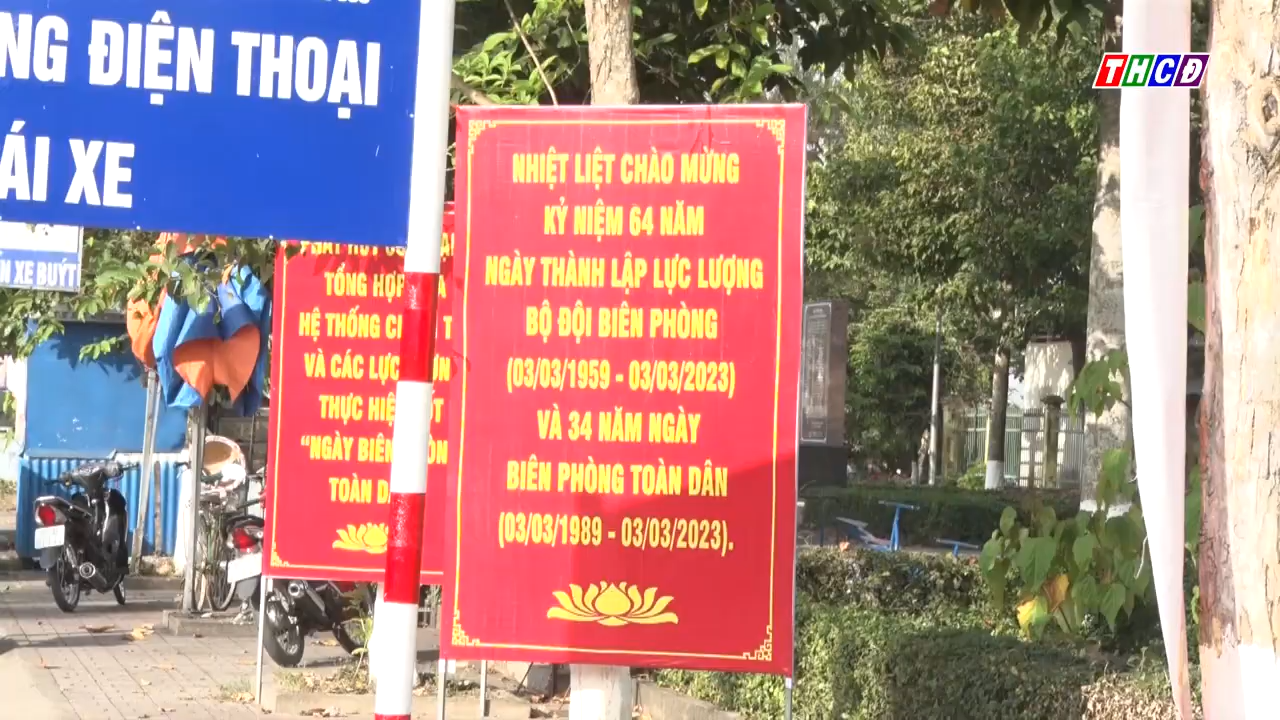 NG ĐIỆN THOẠI
ÁI XE
THCĐ
NHIỆT LIỆT CHÀO MỪNG
KỶ NIỆM 64 NĂM
NGÀY THÀNH LẬP LỰC LƯỢNG
BỘ ĐỘI BIÊN PHÒNG
(03/03/1959 - 03/03/2023)
VÀ 34 NĂM NGÀY
BIÊN PHÒNG TOÀN DÂN
(03/03/1989 - 03/03/2023).
XE BUÝT
TỔNG HỢP
HỆ THỐNG
VÀ CÁC LỰC
THỰC HIỆ
"NGÀY BIÊN
TOÀN